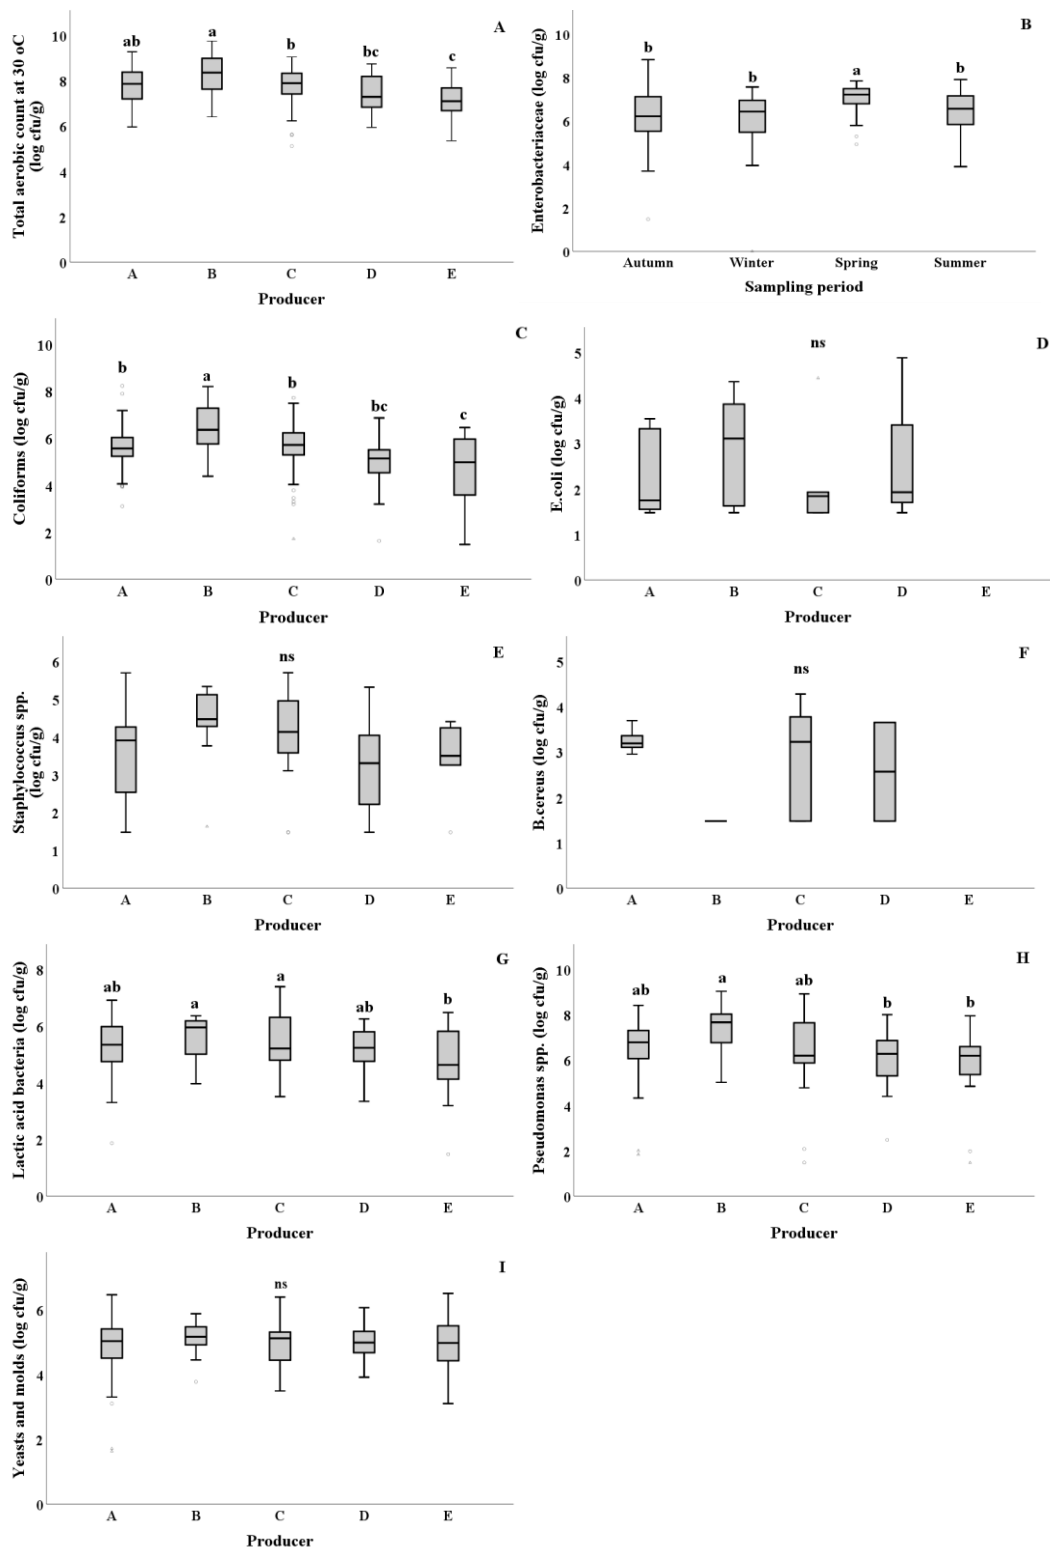 A
Total aerobic count at 30 oC
(log cfu/g)
10
8
6
4
2
0
ab
a
b
bc
c
A B C D E
Producer
B
Enterobacteriaceae (log cfu/g)
10
8
6
4
2
0
b
b
a
b
Autumn Winter Spring Summer
Sampling period
C
Coliforms (log cfu/g)
10
8
6
4
2
0
b
a
b
bc
c
A B C D E
Producer
D
E.coli (log cfu/g)
5
4
3
2
1
0
ns
A B C D E
Producer
E
Staphylococcus spp.
(log cfu/g)
6
5
4
3
2
1
0
ns
A B C D E
Producer
F
B.cereus (log cfu/g)
5
4
3
2
1
0
ns
A B C D E
Producer
G
Lactic acid bacteria (log cfu/g)
8
6
4
2
0
ab
a
a
ab
b
A B C D E
Producer
H
Pseudomonas spp. (log cfu/g)
10
8
6
4
2
0
ab
a
ab
b
b
A B C D E
Producer
I
Yeasts and molds (log cfu/g)
6
4
2
0
ns
A B C D E
Producer